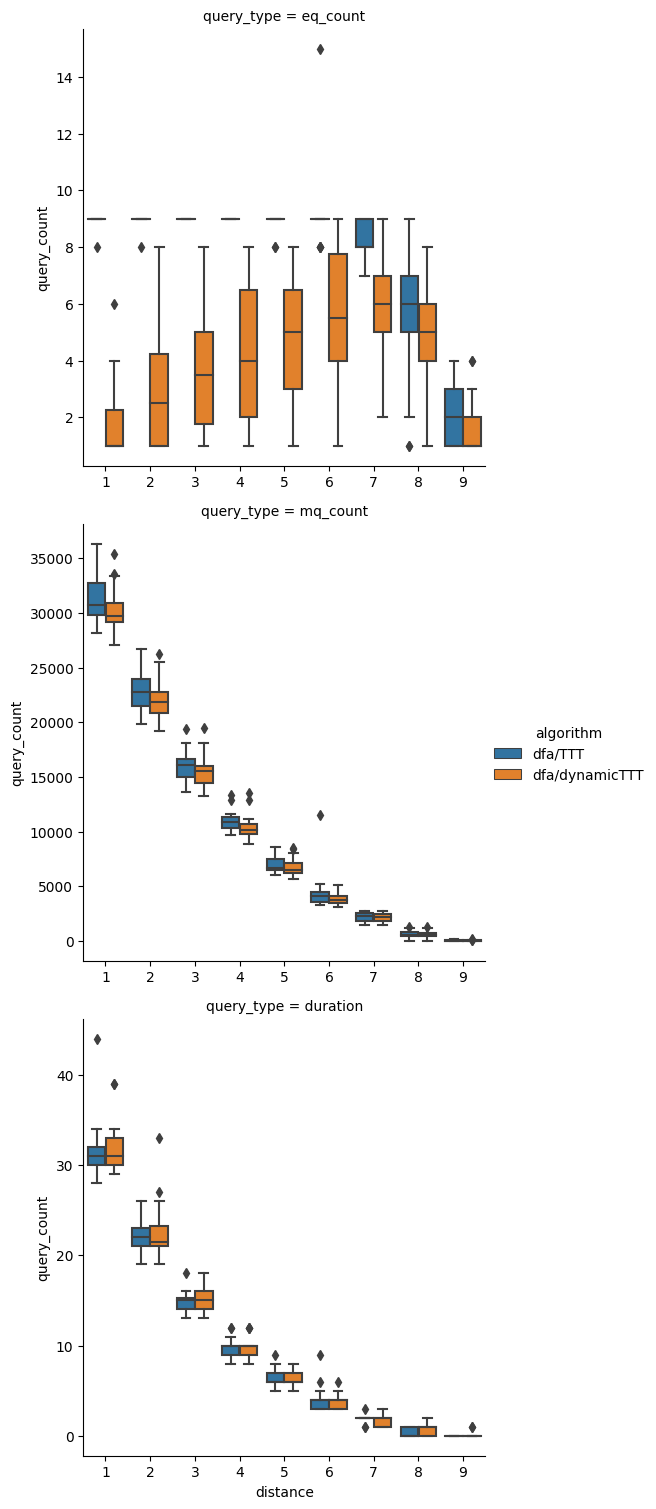 query_type = eq_count
14
12
10
8
6
4
2
query_count
1 2 3 4 5 6 7 8 9
query_type = mq_count
35000
30000
25000
20000
15000
10000
5000
0
query_count
1 2 3 4 5 6 7 8 9
algorithm
dfa/TTT
dfa/dynamicTTT
query_type = duration
40
30
20
10
0
query_count
1 2 3 4 5 6 7 8 9
distance